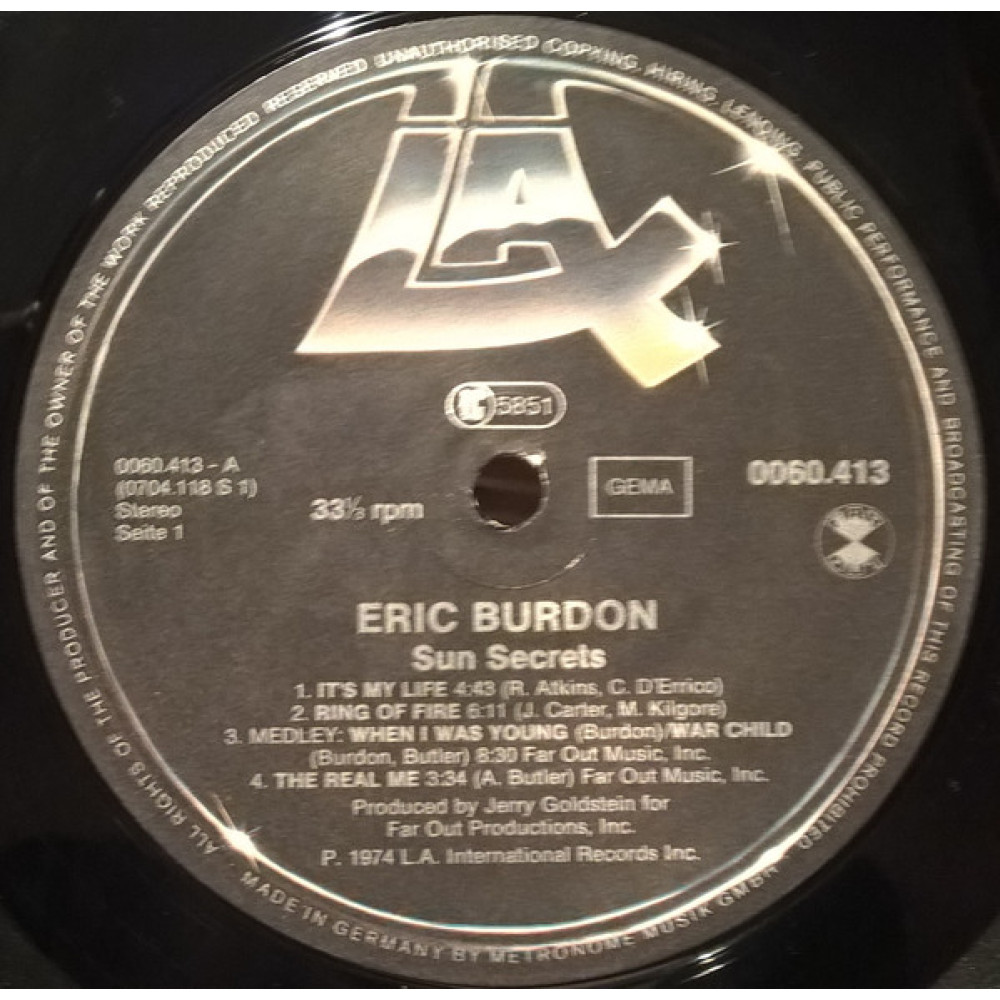 ALL RIGHTS OF THE PRODUCER AND OF THE OWNER OF THE WORK REPRODUCED RESERVED UNAUTHORISED COPYING, HIRING, LENDING, PUBLIC PERFORMANCE AND BROADCASTING OF THIS RECORD PROHIBITED
LA
LC 5851
0060.413 - A
(0704.118 S 1)
Stereo
Seite 1
33⅓ rpm
GEMA
0060.413
ERIC BURDON
Sun Secrets
1. IT'S MY LIFE 4:43 (R. Atkins, C. D'Errico)
2. RING OF FIRE 6:11 (J. Carter, M. Kilgore)
3. MEDLEY: WHEN I WAS YOUNG (Burdon)/WAR CHILD
(Burdon, Butler) 8:30 Far Out Music, Inc.
4. THE REAL ME 3:34 (A. Butler) Far Out Music, Inc.
Produced by Jerry Goldstein for
Far Out Productions, Inc.
P. 1974 L.A. International Records Inc.
MADE IN GERMANY BY METRONOME MUSIK GMBH